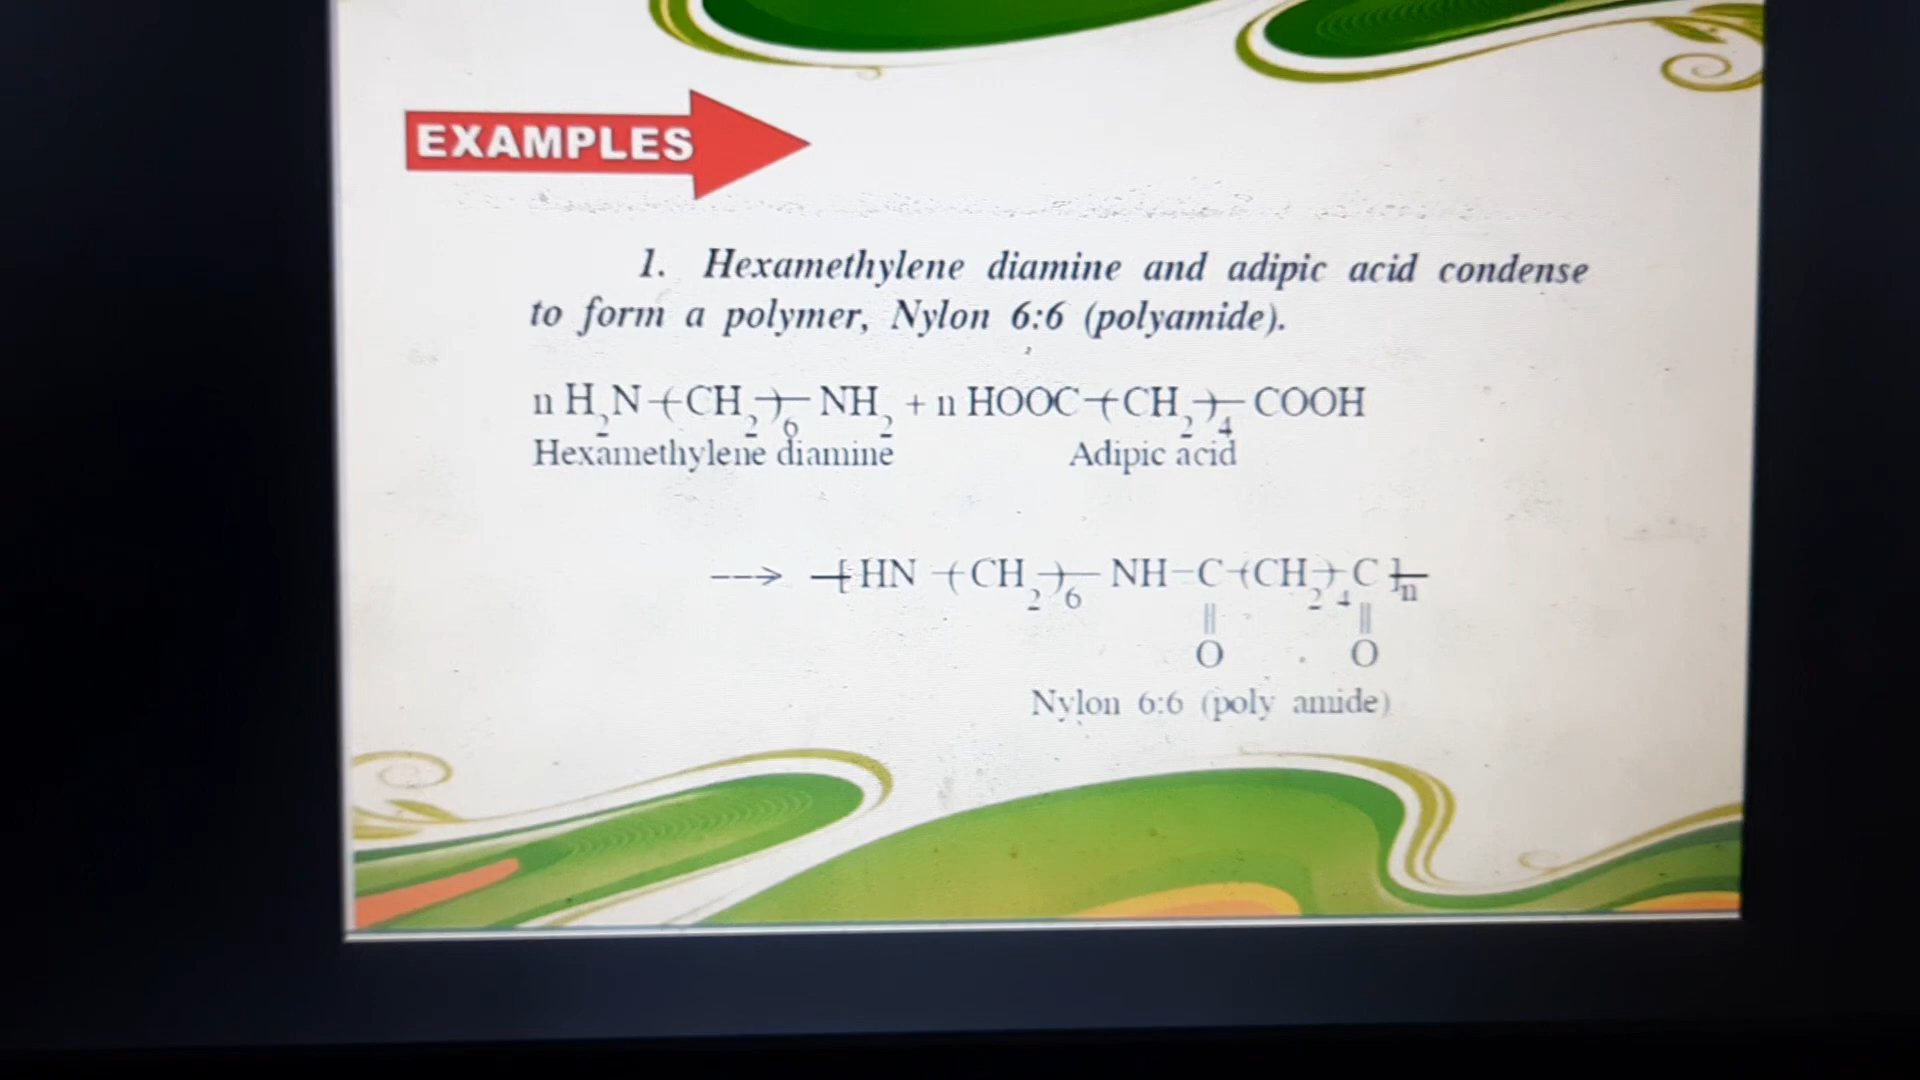 EXAMPLES
1. Hexamethylene diamine and adipic acid condense
to form a polymer, Nylon 6:6 (polyamide).
n H₂N-(CH₂)₆-NH₂ + n HOOC-(CH₂)₄-COOH
Hexamethylene diamine Adipic acid
---> -[HN-(CH₂)₆-NH-C-(CH₂)₄-C]-n
|| ||
O O
Nylon 6:6 (poly amide)